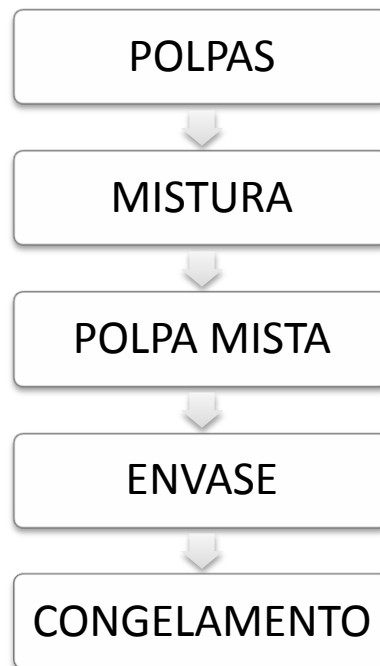 POLPAS
MISTURA
POLPA MISTA
ENVASE
CONGELAMENTO